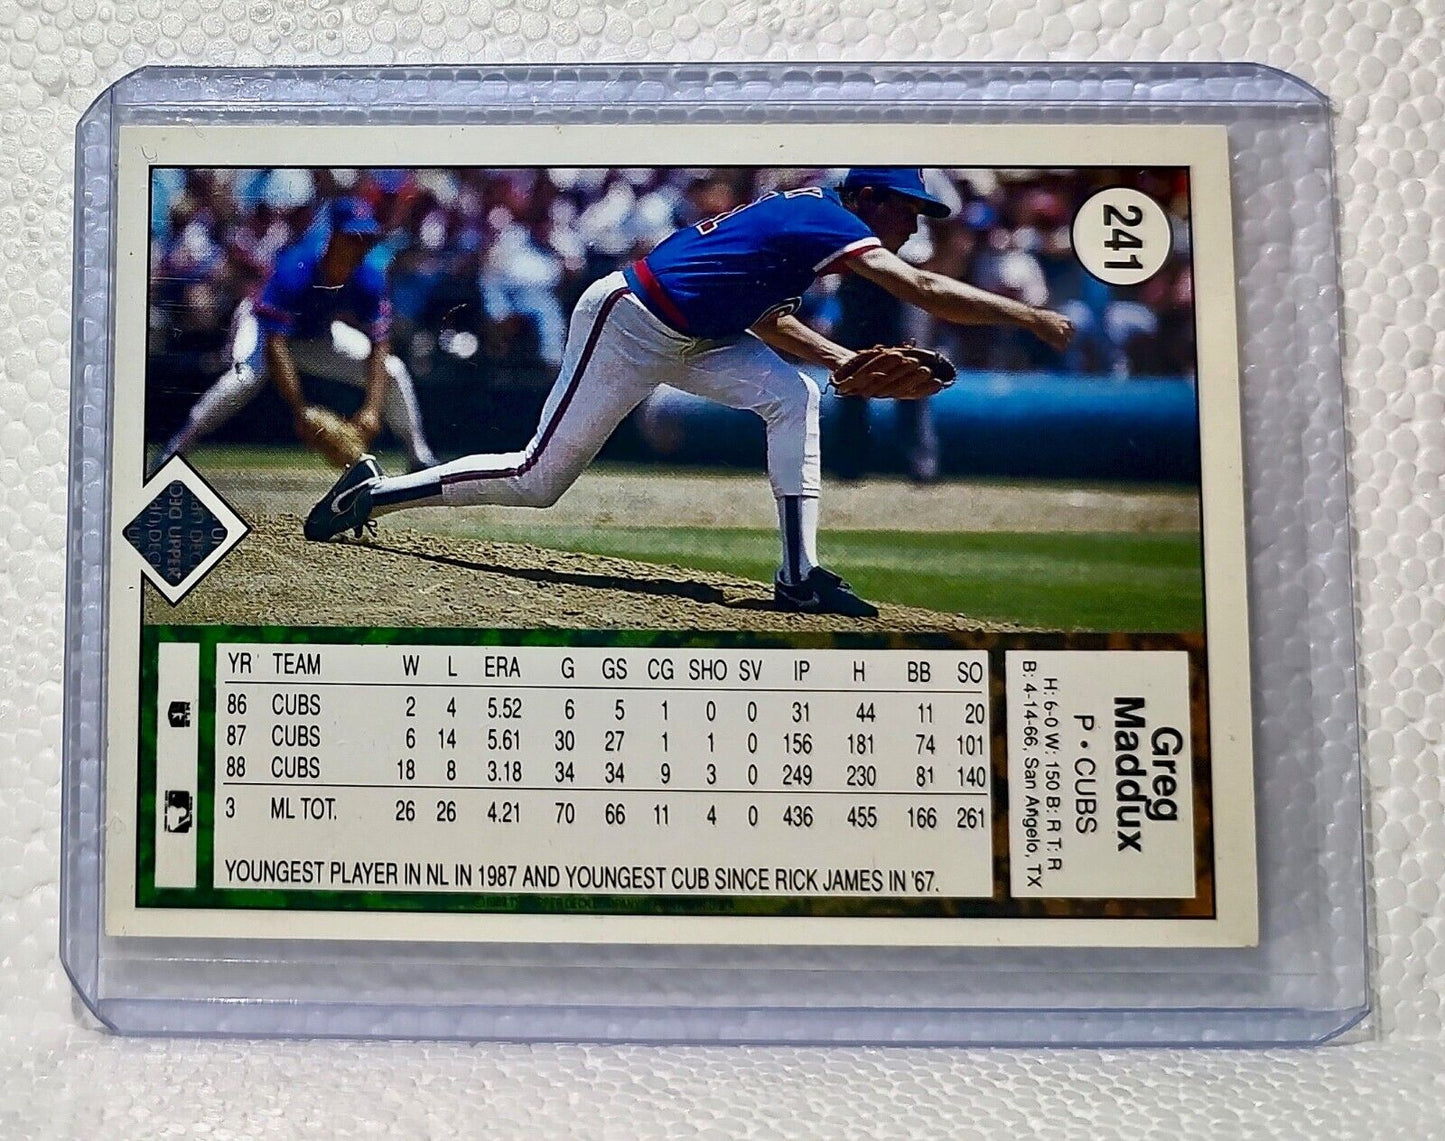 241
YR TEAM W L ERA G GS CG SHO SV IP H BB SO
86 CUBS 2 4 5.52 6 5 1 0 0 31 44 11 20
87 CUBS 6 14 5.61 30 27 1 1 0 156 181 74 101
88 CUBS 18 8 3.18 34 34 9 3 0 249 230 81 140
3 ML TOT. 26 26 4.21 70 66 11 4 0 436 455 166 261
YOUNGEST PLAYER IN NL IN 1987 AND YOUNGEST CUB SINCE RICK JAMES IN '67.
Greg
Maddux
P • CUBS
H: 6-0 W: 150 B: R T: R
B: 4-14-66, San Angelo, TX
UPPER DECK